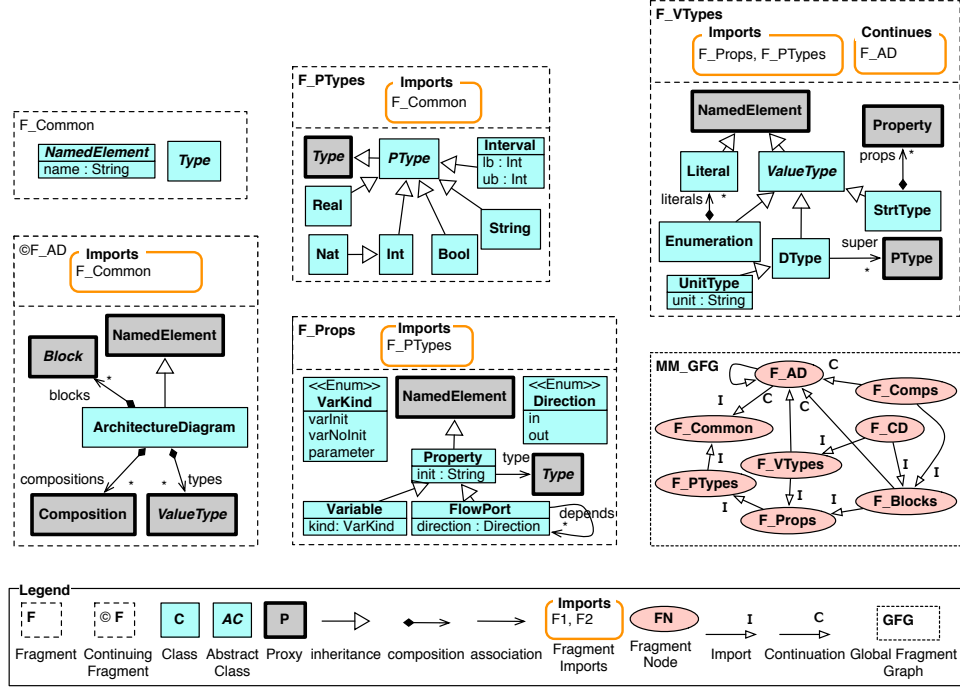 F_Common
NamedElement
name : String
Type
©F_AD
Imports
F_Common
Block
NamedElement
blocks
ArchitectureDiagram
compositions
*
*
*
types
Composition
ValueType
F_PTypes
Imports
F_Common
Type
PType
Interval
lb : Int
ub : Int
Real
String
Nat
Int
Bool
F_Props
Imports
F_PTypes
<<Enum>>
VarKind
varInit
varNoInit
parameter
NamedElement
<<Enum>>
Direction
in
out
Property
init : String
type
Type
Variable
kind: VarKind
FlowPort
direction : Direction
depends
*
F_VTypes
Imports
F_Props, F_PTypes
Continues
F_AD
NamedElement
Property
props
*
Literal
ValueType
literals
*
StrtType
Enumeration
DType
super
*
PType
UnitType
unit : String
MM_GFG
F_AD
C
F_Comps
I
C
C
F_Common
F_CD
I
I
F_VTypes
I
I
F_PTypes
I
I
F_Blocks
I
F_Props
Legend
F
© F
C
AC
P
Imports
F1, F2
FN
I
C
GFG
Fragment
Continuing
Fragment
Class
Abstract
Class
Proxy
inheritance
composition
association
Fragment
Imports
Fragment
Node
Import
Continuation
Global Fragment
Graph